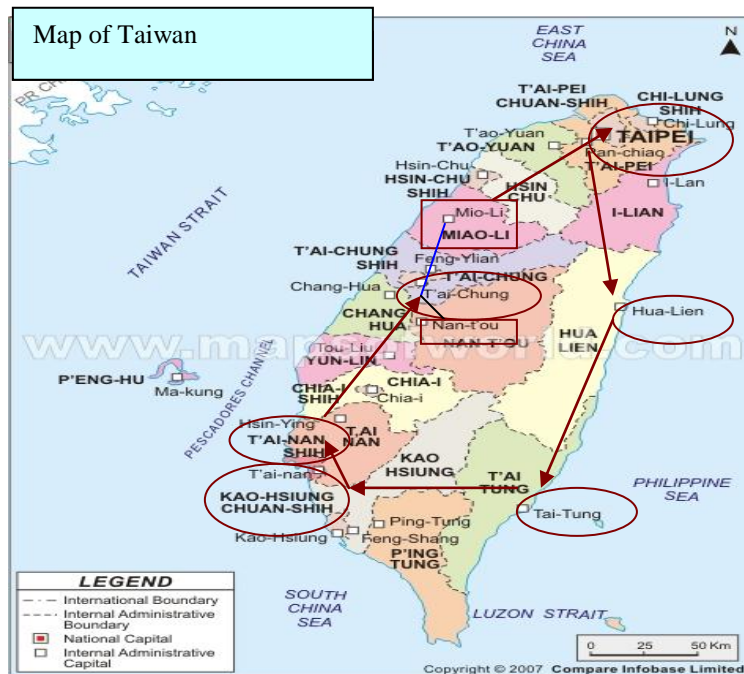 Map of Taiwan
EAST
CHINA
SEA
N
PR CH
T'AI-PEI
CHUAN-SHIH
CHI-LUNG
SHIH
Chi-Lung
T'ao-Yuan
T'AO-YUAN
TAIPEI
Pan-chiao
T'AI-PEI
Hsin-Chu
HSIN-CHU
SHIH
HSIN
CHU
I-Lan
I-LIAN
Mio-Li
MIAO-LI
TAIWAN STRAIT
T'AI-CHUNG
SHIH
Feng-Ylian
T'AI-CHUNG
Chang-Hua
T'ai-Chung
CHANG
HUA
Nan-t'ou
NAN T'OU
Hua-Lien
HUA
LIEN
www.mapsofworld.com
Tou-Liu
YUN-LIN
P'ENG-HU
Ma-kung
PESCADORES CHANNEL
CHIA-I
SHIH
CHIA-I
Chia-i
Hsin-Ying
T'AI-NAN
SHIH
T,AI
NAN
T'ai-nan
KAO
HSIUNG
T'AI
TUNG
PHILIPPINE
SEA
KAO-HSIUNG
CHUAN-SHIH
Tai-Tung
Ping-Tung
Kao-Hsiung
Feng-Shang
P'ING
TUNG
SOUTH
CHINA
SEA
LUZON STRAIT
LEGEND
International Boundary
Internal Administrative
Boundary
National Capital
Internal Administrative
Capital
0 25 50 Km
Copyright © 2007 Compare Infobase Limited